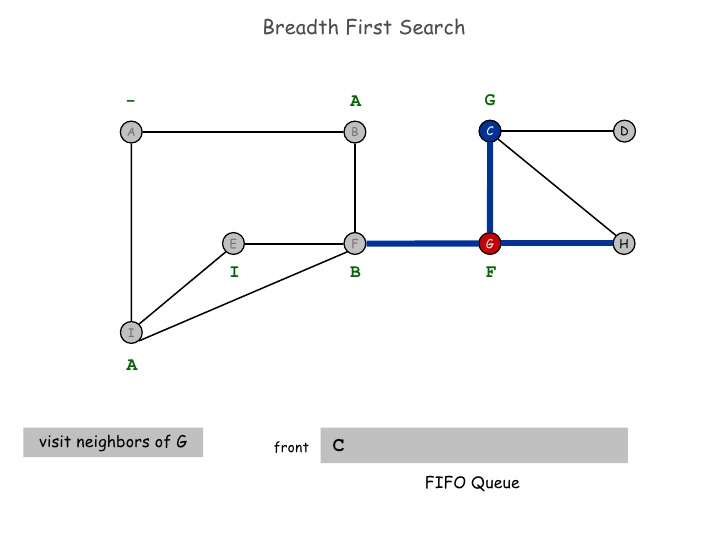 Breadth First Search
- A G
A B C D
E F G H
I B F
I
A
visit neighbors of G front C
FIFO Queue